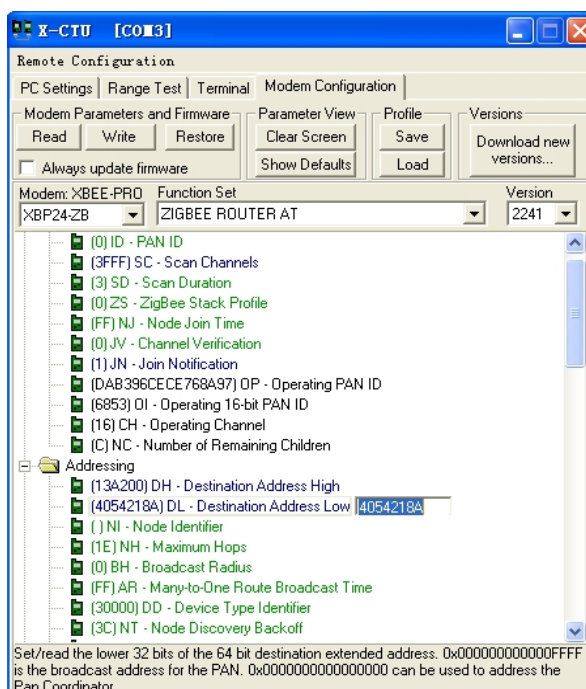 X-CTU [COM3]
Remote Configuration
PC Settings Range Test Terminal Modem Configuration
Modem Parameters and Firmware Parameter View Profile Versions
Read Write Restore Clear Screen Save Download new versions...
Always update firmware Show Defaults Load
Modem: XBEE-PRO Function Set Version
XBP24-ZB ZIGBEE ROUTER AT 2241
(0) ID - PAN ID
(3FFF) SC - Scan Channels
(3) SD - Scan Duration
(0) ZS - ZigBee Stack Profile
(FF) NJ - Node Join Time
(0) JV - Channel Verification
(1) JN - Join Notification
(DAB396CECE768A97) OP - Operating PAN ID
(6853) OI - Operating 16-bit PAN ID
(16) CH - Operating Channel
(C) NC - Number of Remaining Children
Addressing
(13A200) DH - Destination Address High
(4054218A) DL - Destination Address Low 4054218A
( ) NI - Node Identifier
(1E) NH - Maximum Hops
(0) BH - Broadcast Radius
(FF) AR - Many-to-One Route Broadcast Time
(30000) DD - Device Type Identifier
(3C) NT - Node Discovery Backoff
Set/read the lower 32 bits of the 64 bit destination extended address. 0x000000000000FFFF
is the broadcast address for the PAN. 0x0000000000000000 can be used to address the
Pan Coordinator